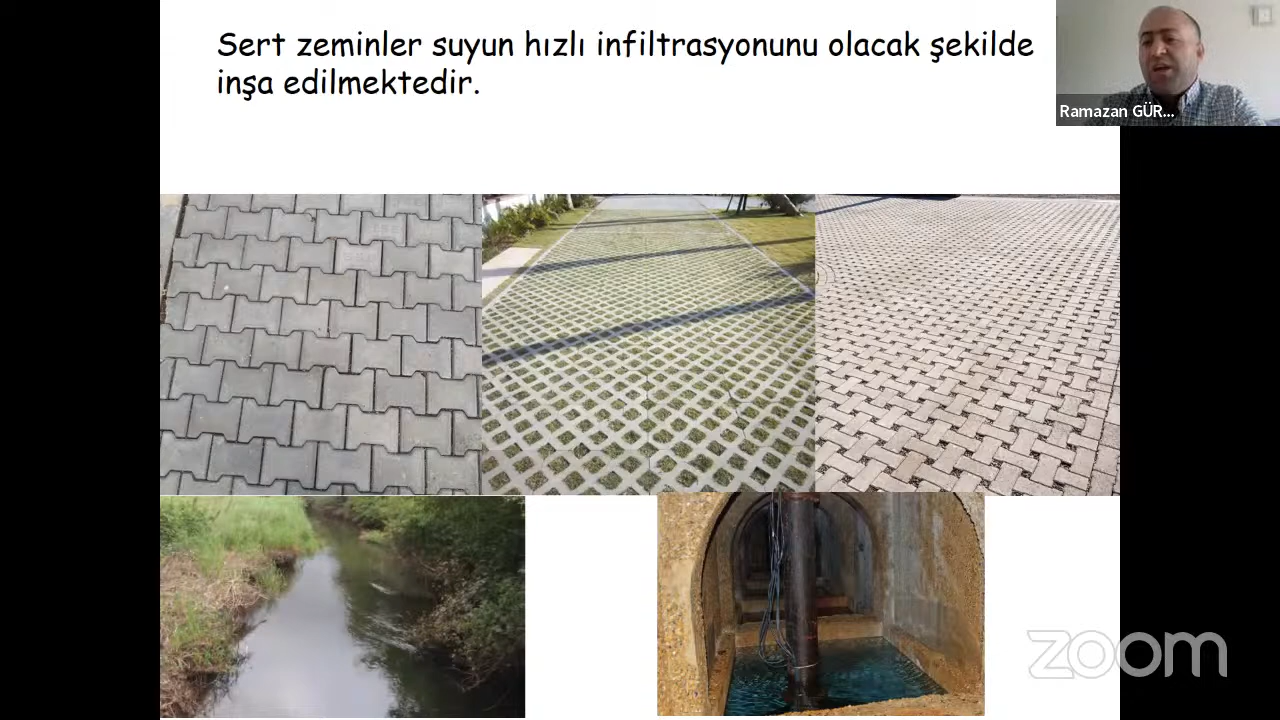 Sert zeminler suyun hızlı infiltrasyonunu olacak şekilde
inşa edilmektedir.
Ramazan GÜR...
zoom